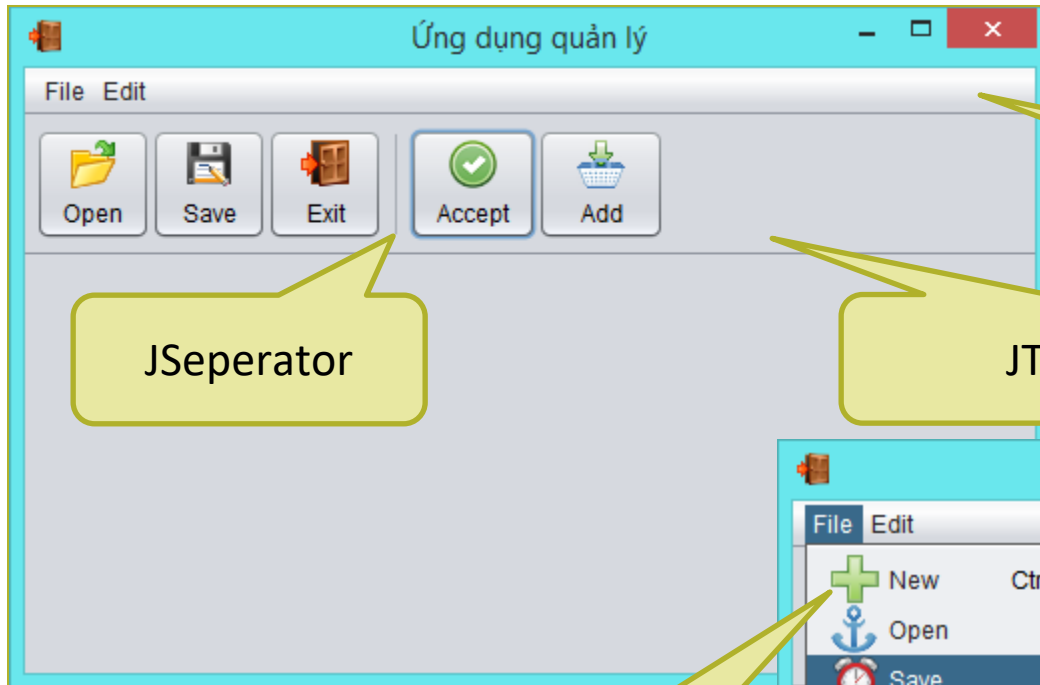 Ứng dụng quản lý
File Edit
Open Save Exit Accept Add
JSeperator
File Edit
New
Open
Save